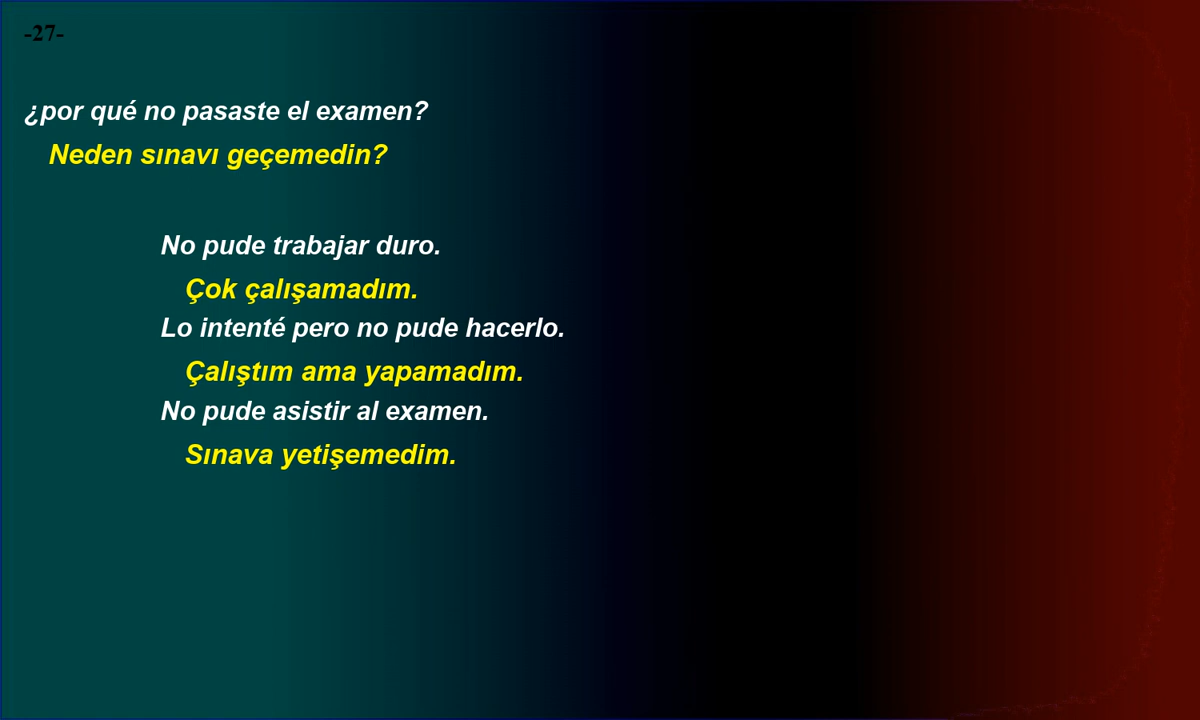 -27-
¿por qué no pasaste el examen?
Neden sınavı geçemedin?
No pude trabajar duro.
Çok çalışamadım.
Lo intenté pero no pude hacerlo.
Çalıştım ama yapamadım.
No pude asistir al examen.
Sınava yetişemedim.